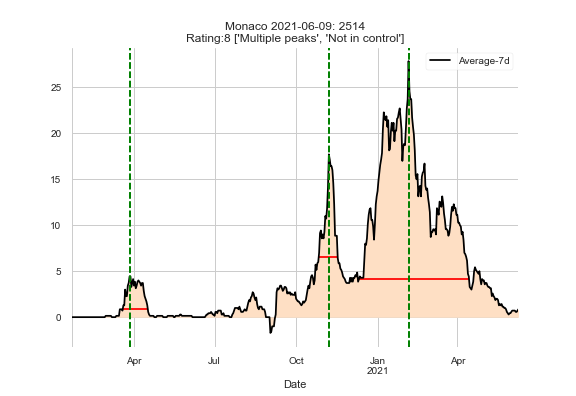 Monaco 2021-06-09: 2514
Rating:8 ['Multiple peaks', 'Not in control']
Average-7d
25
20
15
10
5
0
Apr
Jul
Oct
Jan
2021
Apr
Date